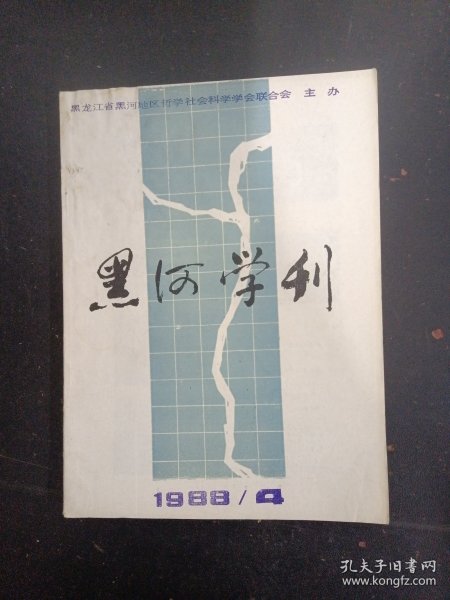 黑龙江省黑河地区哲学社会科学学会联合会 主办
黑河学刊
1988/4
孔夫子旧书网
www.kongfz.com